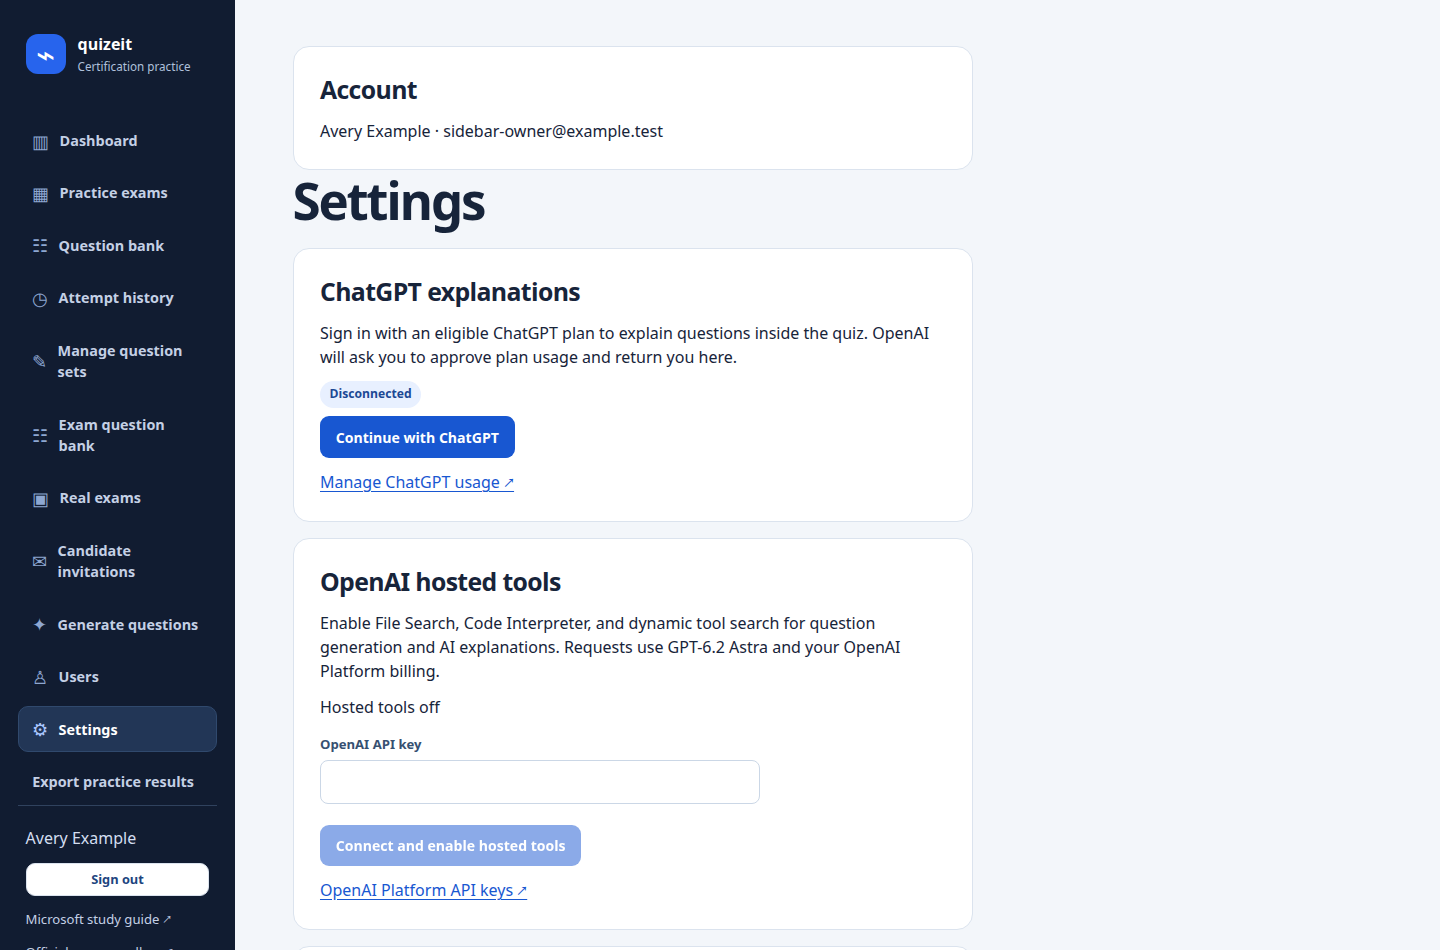 quizeit
Certification practice
Dashboard
Practice exams
Question bank
Attempt history
Manage question
sets
Exam question
bank
Real exams
Candidate
invitations
Generate questions
Users
Settings
Export practice results
Avery Example
Sign out
Microsoft study guide ↗
Account
Avery Example · sidebar-owner@example.test
Settings
ChatGPT explanations
Sign in with an eligible ChatGPT plan to explain questions inside the quiz. OpenAI
will ask you to approve plan usage and return you here.
Disconnected
Continue with ChatGPT
Manage ChatGPT usage ↗
OpenAI hosted tools
Enable File Search, Code Interpreter, and dynamic tool search for question
generation and AI explanations. Requests use GPT-6.2 Astra and your OpenAI
Platform billing.
Hosted tools off
OpenAI API key
Connect and enable hosted tools
OpenAI Platform API keys ↗